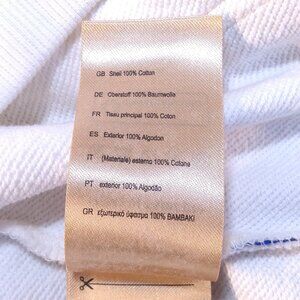 GB Shell 100% Cotton
DE Oberstoff 100% Baumwolle
FR Tissu principal 100% Coton
ES Exterior 100% Algodon
IT (Materiale) esterno 100% Cotone
PT exterior 100% Algodão
GR εξωτερικό ύφασμα 100% ΒΑΜΒΑΚΙ